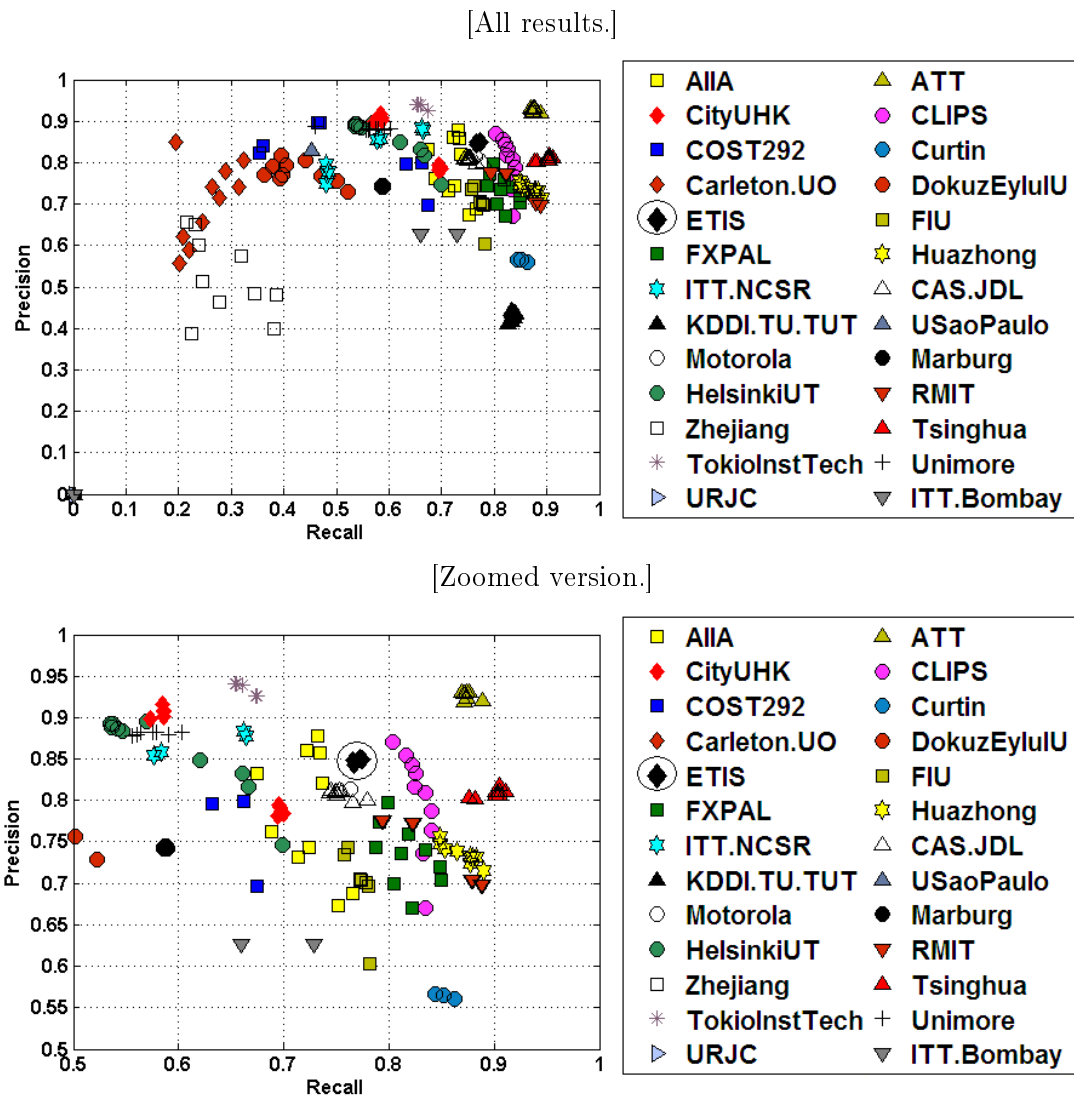 [All results.]
1
0.9
0.8
0.7
0.6
0.5
0.4
0.3
0.2
0.1
0
Precision
0 0.1 0.2 0.3 0.4 0.5 0.6 0.7 0.8 0.9 1
Recall
AIIA ATT
CityUHK CLIPS
COST292 Curtin
Carleton.UO DokuzEylulU
ETIS FIU
FXPAL Huazhong
ITT.NCSR CAS.JDL
KDDI.TU.TUT USaoPaulo
Motorola Marburg
HelsinkiUT RMIT
Zhejiang Tsinghua
TokioInstTech Unimore
URJC ITT.Bombay
[Zoomed version.]
1
0.95
0.9
0.85
0.8
0.75
0.7
0.65
0.6
0.55
0.5
Precision
0.5 0.6 0.7 0.8 0.9 1
Recall
AIIA ATT
CityUHK CLIPS
COST292 Curtin
Carleton.UO DokuzEylulU
ETIS FIU
FXPAL Huazhong
ITT.NCSR CAS.JDL
KDDI.TU.TUT USaoPaulo
Motorola Marburg
HelsinkiUT RMIT
Zhejiang Tsinghua
TokioInstTech Unimore
URJC ITT.Bombay